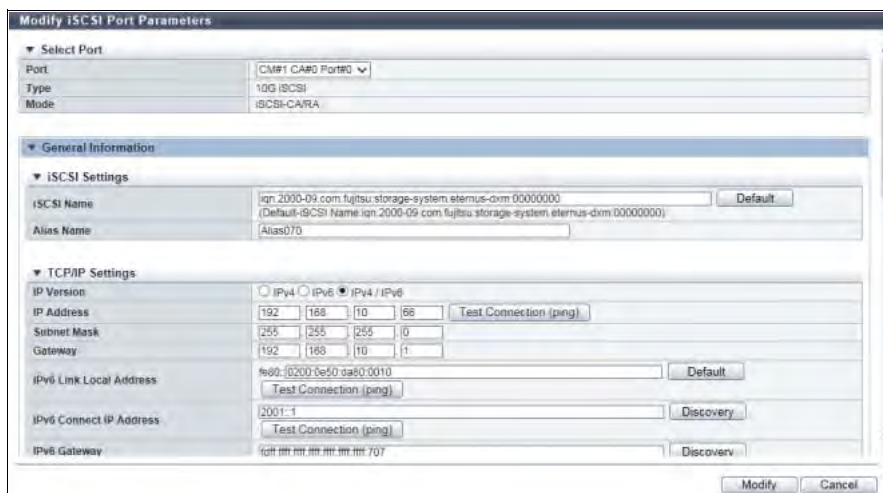 Modify iSCSI Port Parameters
▼ Select Port
Port CM#1 CA#0 Port#0
Type 10G iSCSI
Mode iSCSI-CA/RA
▼ General Information
▼ iSCSI Settings
iSCSI Name iqn.2000-09.com.fujitsu:storage-system.eternus-dxm:00000000 Default
(Default-iSCSI Name:iqn.2000-09.com.fujitsu:storage-system.eternus-dxm:00000000)
Alias Name Alias070
▼ TCP/IP Settings
IP Version IPv4 IPv6 IPv4 / IPv6
IP Address 192 . 168 . 10 . 66 Test Connection (ping)
Subnet Mask 255 . 255 . 255 . 0
Gateway 192 . 168 . 10 . 1
IPv6 Link Local Address fe80::0200:0e50:da80:0010 Default
Test Connection (ping)
IPv6 Connect IP Address 2001::1 Discovery
Test Connection (ping)
IPv6 Gateway Discovery
Modify Cancel